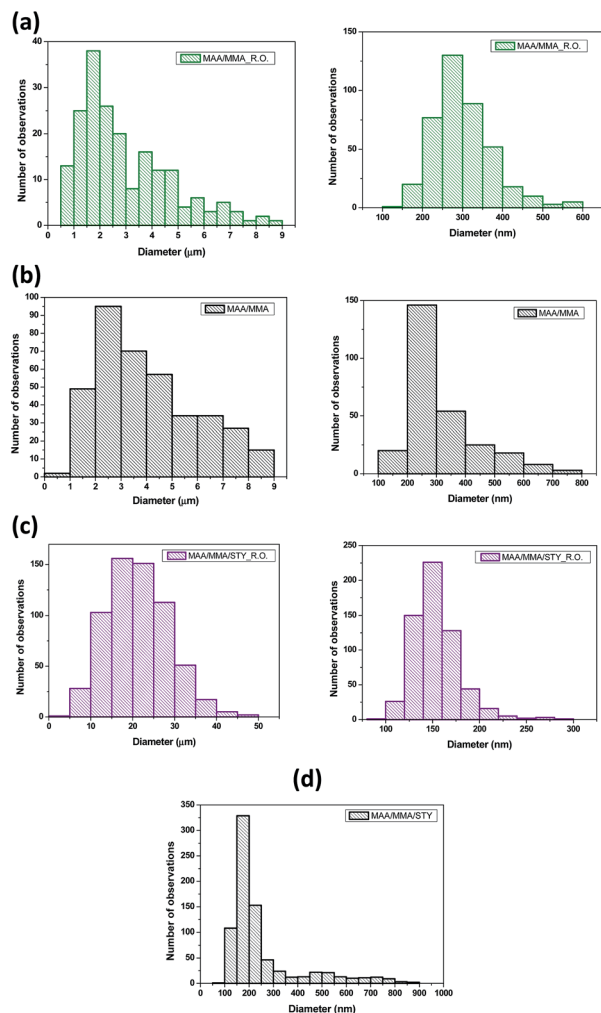 (a)
MAA/MMA_R.O.
40
30
20
10
0
Number of observations
0 1 2 3 4 5 6 7 8 9
Diameter (μm)
MAA/MMA_R.O.
150
100
50
0
Number of observations
100 200 300 400 500 600
Diameter (nm)
(b)
MAA/MMA
100
90
80
70
60
50
40
30
20
10
0
Number of observations
0 1 2 3 4 5 6 7 8 9
Diameter (μm)
MAA/MMA
150
100
50
0
Number of observations
100 200 300 400 500 600 700 800
Diameter (nm)
(c)
MAA/MMA/STY_R.O.
150
100
50
0
Number of observations
0 10 20 30 40 50
Diameter (μm)
MAA/MMA/STY_R.O.
250
200
150
100
50
0
Number of observations
100 150 200 250 300
Diameter (nm)
(d)
MAA/MMA/STY
350
300
250
200
150
100
50
0
Number of observations
0 100 200 300 400 500 600 700 800 900 1000
Diameter (nm)